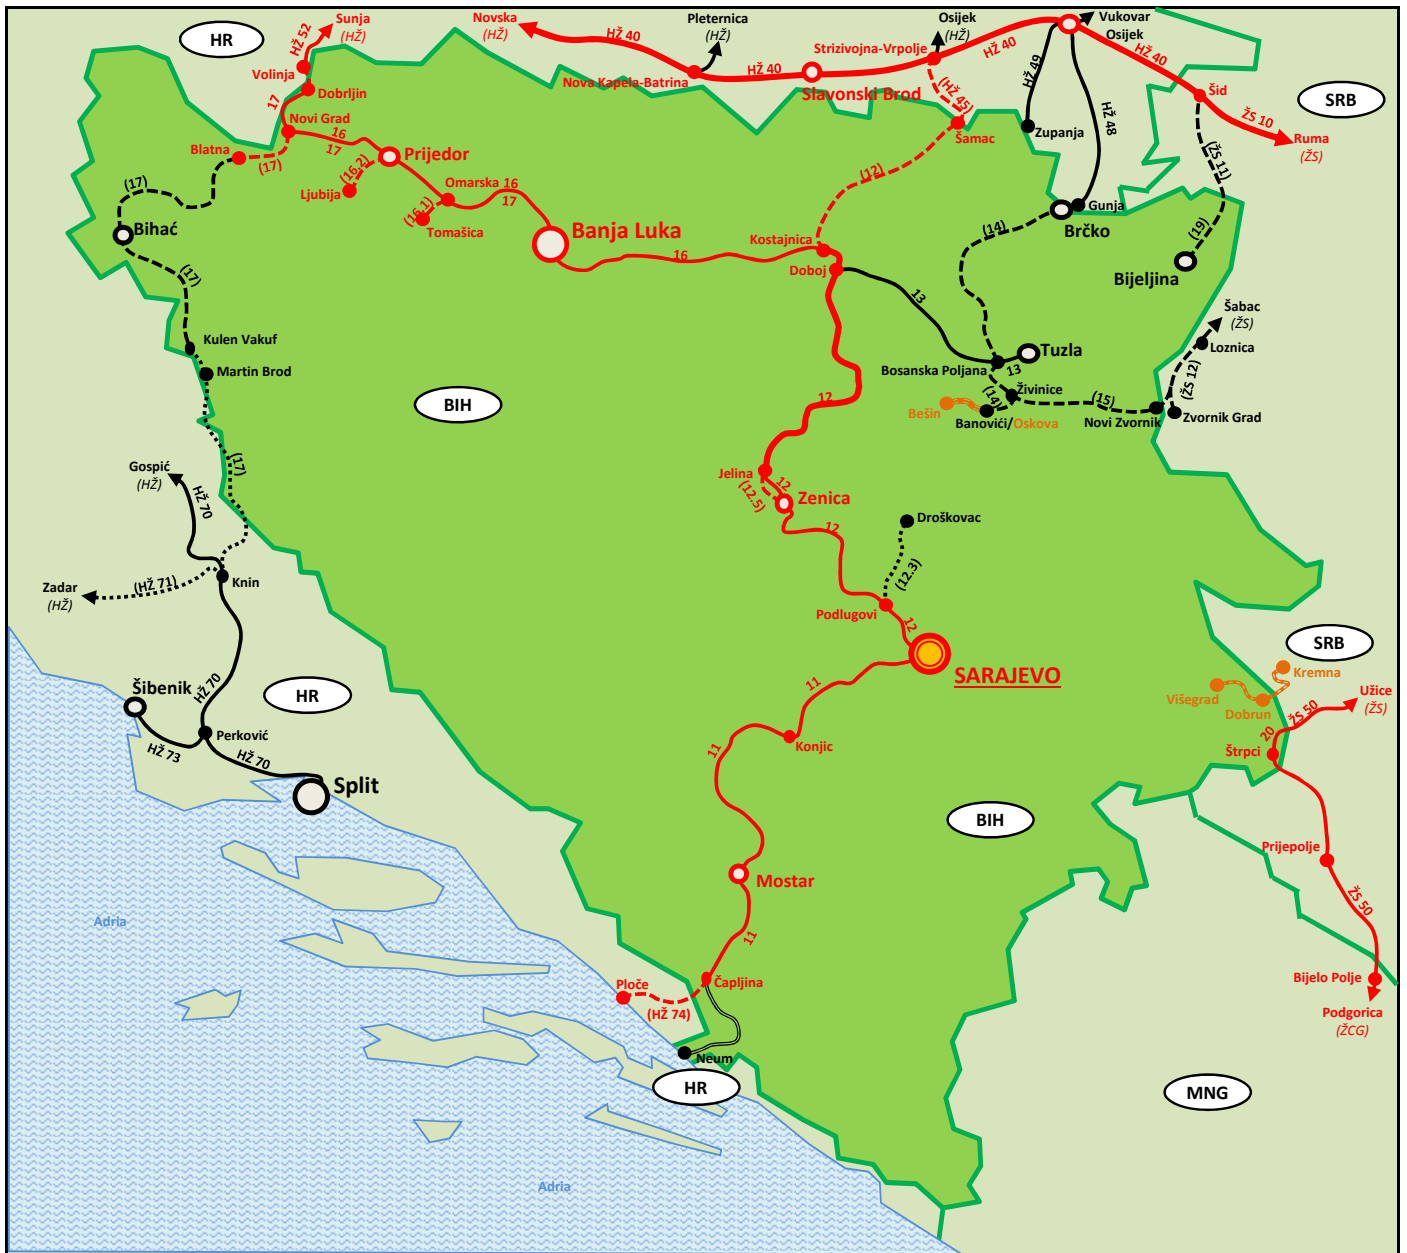 HR
HŽ 52
Sunja
(HŽ)
Novska
(HŽ)
HŽ 40
Pleternica
(HŽ)
Osijek
(HŽ)
Vukovar
Osijek
Strizivojna-Vrpolje
HŽ 40
HŽ 40
Volinja
Nova Kapela-Batrina
HŽ 40
Slavonski Brod
HŽ 49
HŽ 48
Šid
SRB
17
Dobrljin
(HŽ 45)
ŽS 10
Novi Grad
16
17
Šamac
Zupanja
Ruma
(ŽS)
Blatna
(17)
Prijedor
(16.2)
(12)
(ŽS 11)
(17)
Ljubija
Omarska
16
17
(16.1)
Tomašica
Gunja
Bihać
Banja Luka
Kostajnica
(14)
Brčko
(19)
16
Doboj
Bijeljina
(17)
13
Šabac
(ŽS)
Kulen Vakuf
Loznica
Tuzla
Martin Brod
Bosanska Poljana
13
(ŽS 12)
BIH
12
Živinice
(14)
(15)
Bešin
Banovići/Oskova
Novi Zvornik
Zvornik Grad
Gospić
(HŽ)
(17)
Jelina
12
(12.5)
HŽ 70
Zenica
12
Droškovac
Zadar
(HŽ)
(HŽ 71)
Knin
(12.3)
Podlugovi
12
SRB
SARAJEVO
Kremna
Šibenik
HŽ 70
HR
11
Višegrad
Dobrun
Užice
(ŽS)
ŽS 50
20
Perković
HŽ 73
HŽ 70
11
Konjic
Štrpci
Split
BIH
Prijepolje
Mostar
ŽS 50
Adria
11
Ploče
Čapljina
Bijelo Polje
(HŽ 74)
Podgorica
(ŽCG)
Neum
HR
MNG
Adria